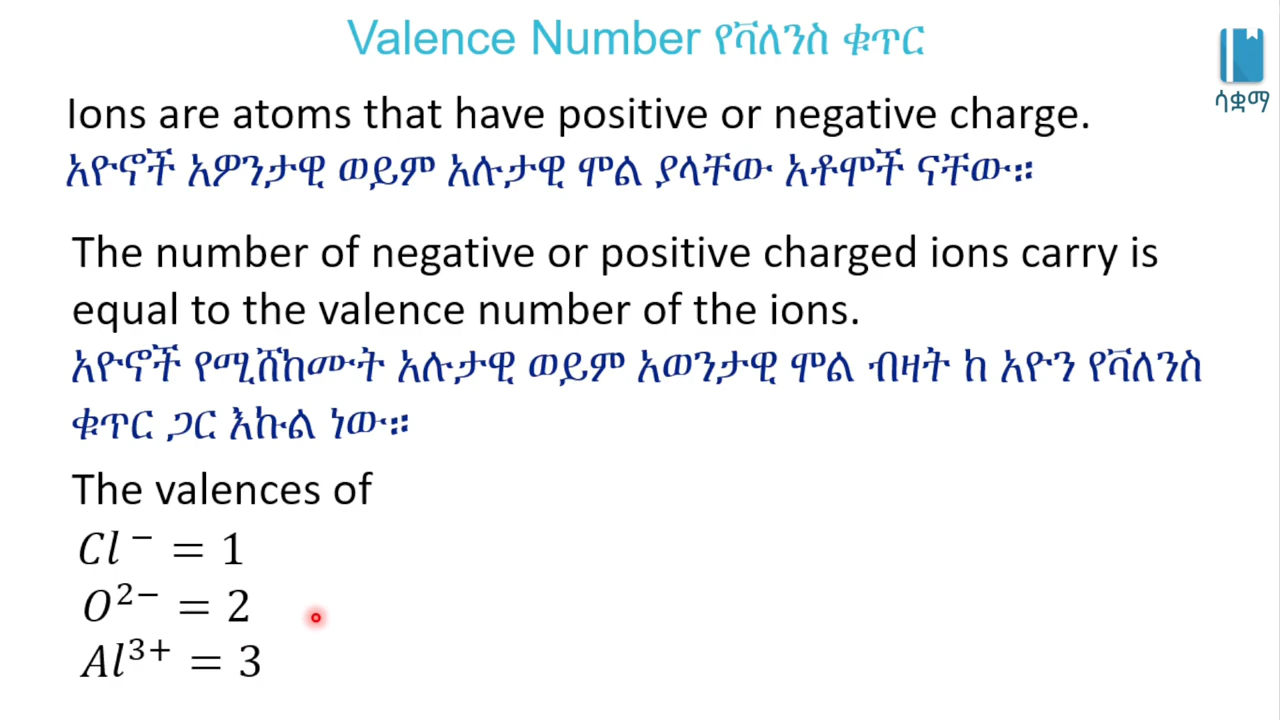 Valence Number የቫለንስ ቁጥር
ሳቋማ
Ions are atoms that have positive or negative charge.
አዮኖች አዎንታዊ ወይም አሉታዊ ሞል ያላቸው አቶሞች ናቸው።
The number of negative or positive charged ions carry is
equal to the valence number of the ions.
አዮኖች የሚሸከሙት አሉታዊ ወይም አወንታዊ ሞል ብዛት ከ አዮን የቫለንስ
ቁጥር ጋር እኩል ነው።
The valences of
Cl⁻ = 1
O²⁻ = 2
Al³⁺ = 3